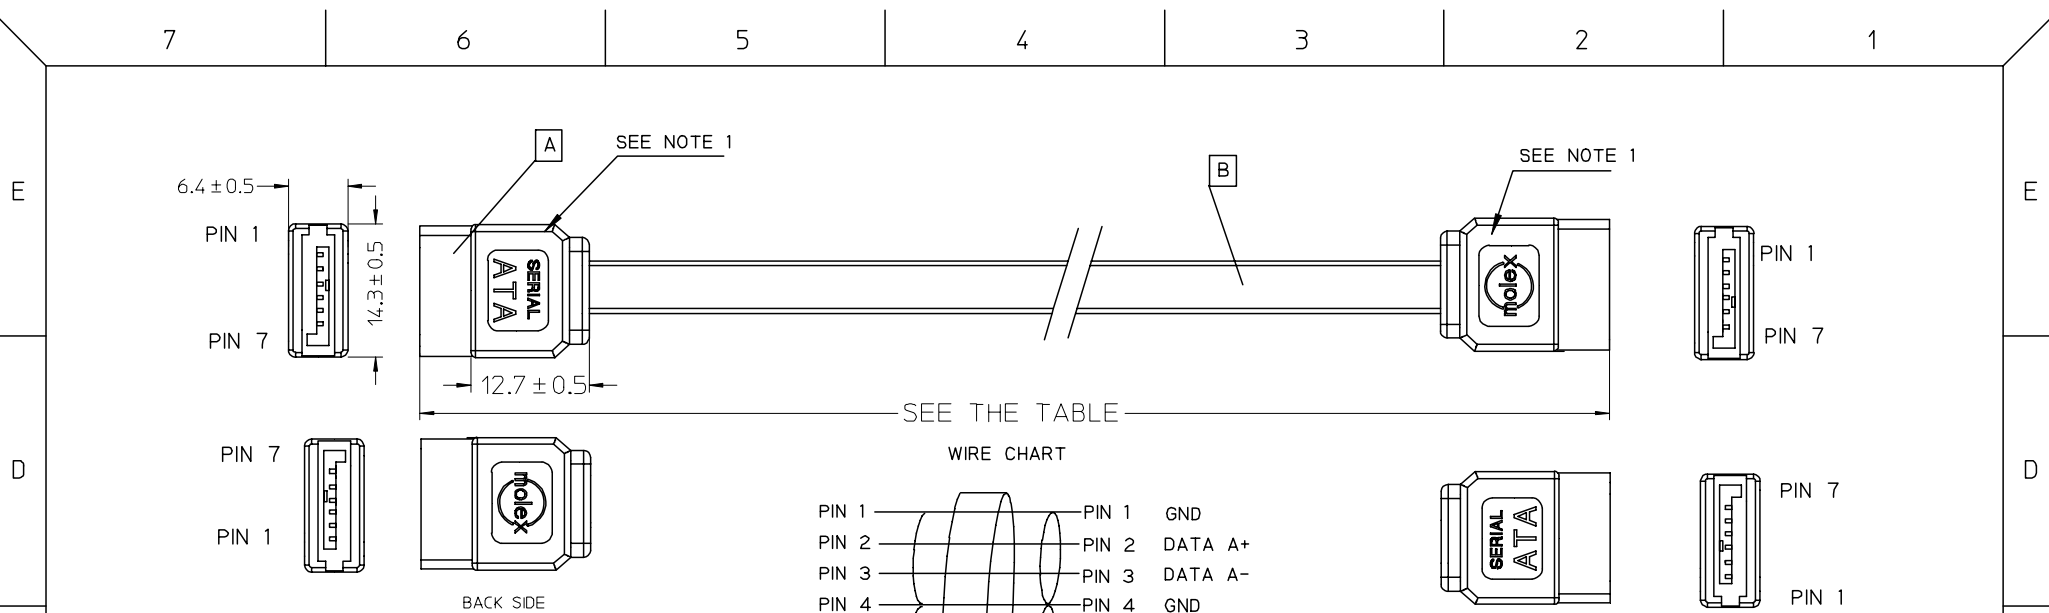 7 6 5 4 3 2 1
A
SEE NOTE 1
B
SEE NOTE 1
E
E
6.4±0.5
PIN 1
PIN 7
14.3±0.5
SERIAL
ATA
molex
PIN 1
PIN 7
12.7±0.5
SEE THE TABLE
D
D
PIN 7
PIN 1
molex
BACK SIDE
WIRE CHART
PIN 1 PIN 1 GND
PIN 2 PIN 2 DATA A+
PIN 3 PIN 3 DATA A-
PIN 4 PIN 4 GND
SERIAL
ATA
PIN 7
PIN 1